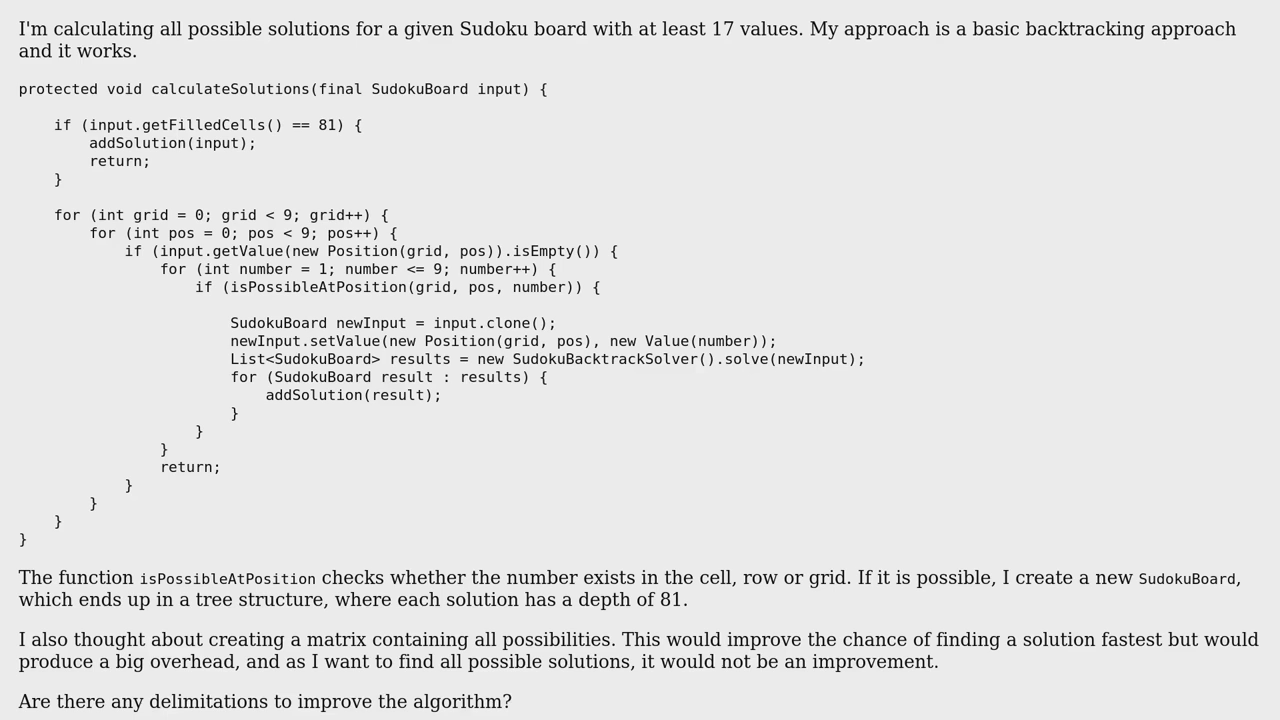 I'm calculating all possible solutions for a given Sudoku board with at least 17 values. My approach is a basic backtracking approach
and it works.
protected void calculateSolutions(final SudokuBoard input) {
    if (input.getFilledCells() == 81) {
        addSolution(input);
        return;
    }
    for (int grid = 0; grid < 9; grid++) {
        for (int pos = 0; pos < 9; pos++) {
            if (input.getValue(new Position(grid, pos)).isEmpty()) {
                for (int number = 1; number <= 9; number++) {
                    if (isPossibleAtPosition(grid, pos, number)) {
                        SudokuBoard newInput = input.clone();
                        newInput.setValue(new Position(grid, pos), new Value(number));
                        List<SudokuBoard> results = new SudokuBacktrackSolver().solve(newInput);
                        for (SudokuBoard result : results) {
                            addSolution(result);
                        }
                    }
                }
                return;
            }
        }
    }
}
The function isPossibleAtPosition checks whether the number exists in the cell, row or grid. If it is possible, I create a new SudokuBoard,
which ends up in a tree structure, where each solution has a depth of 81.
I also thought about creating a matrix containing all possibilities. This would improve the chance of finding a solution fastest but would
produce a big overhead, and as I want to find all possible solutions, it would not be an improvement.
Are there any delimitations to improve the algorithm?